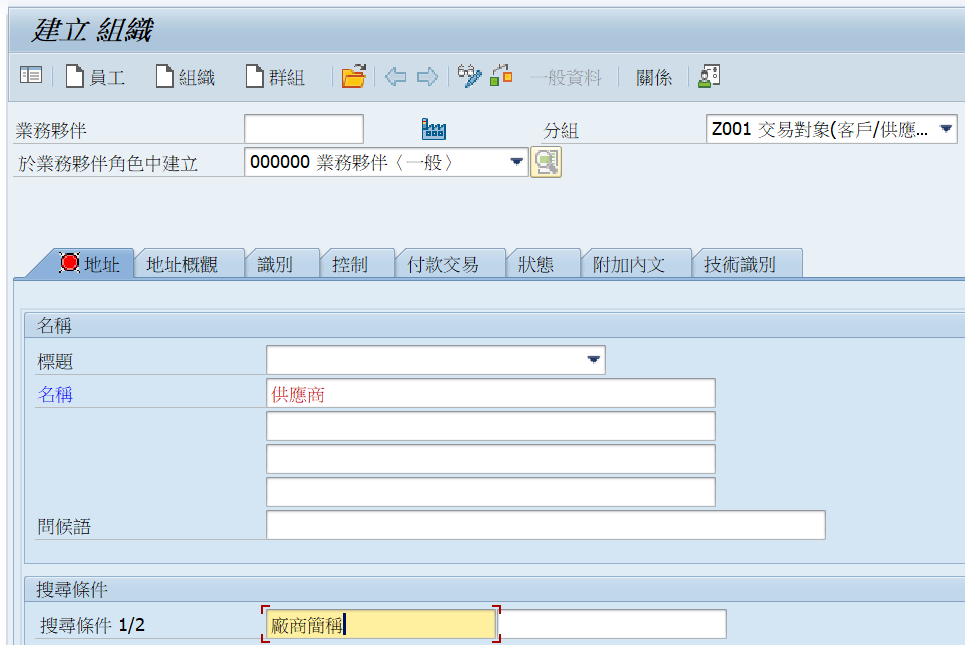 建立 組織
員工 組織 群組 一般資料 關係
業務夥伴 分組 Z001 交易對象(客戶/供應...
於業務夥伴角色中建立 000000 業務夥伴〈一般〉
地址 地址概觀 識別 控制 付款交易 狀態 附加內文 技術識別
名稱
標題
名稱 供應商
問候語
搜尋條件
搜尋條件 1/2 廠商簡稱